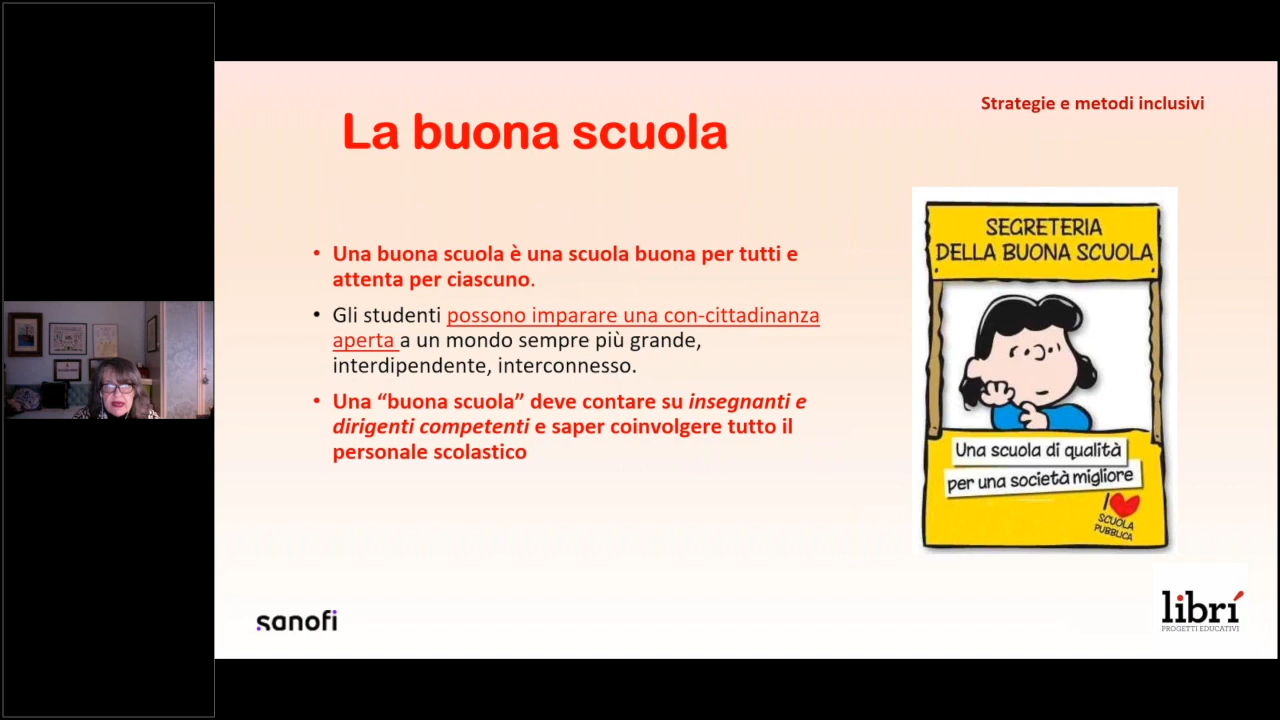 Strategie e metodi inclusivi
La buona scuola
• Una buona scuola è una scuola buona per tutti e
attenta per ciascuno.
• Gli studenti possono imparare una con-cittadinanza
aperta a un mondo sempre più grande,
interdipendente, interconnesso.
• Una “buona scuola” deve contare su insegnanti e
dirigenti competenti e saper coinvolgere tutto il
personale scolastico
SEGRETERIA
DELLA BUONA SCUOLA
Una scuola di qualità
per una società migliore
I
SCUOLA
PUBBLICA
sanofi
librí
PROGETTI EDUCATIVI